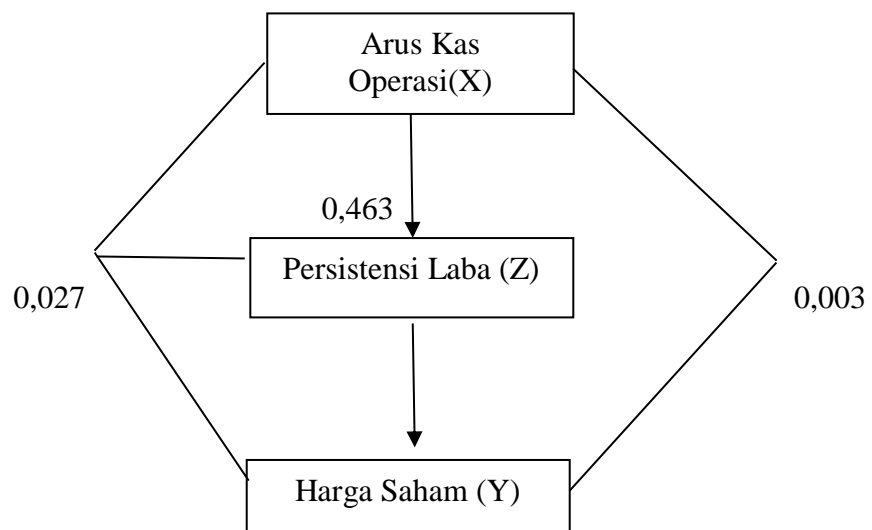 Arus Kas
Operasi(X)
0,463
Persistensi Laba (Z)
0,027
0,003
Harga Saham (Y)